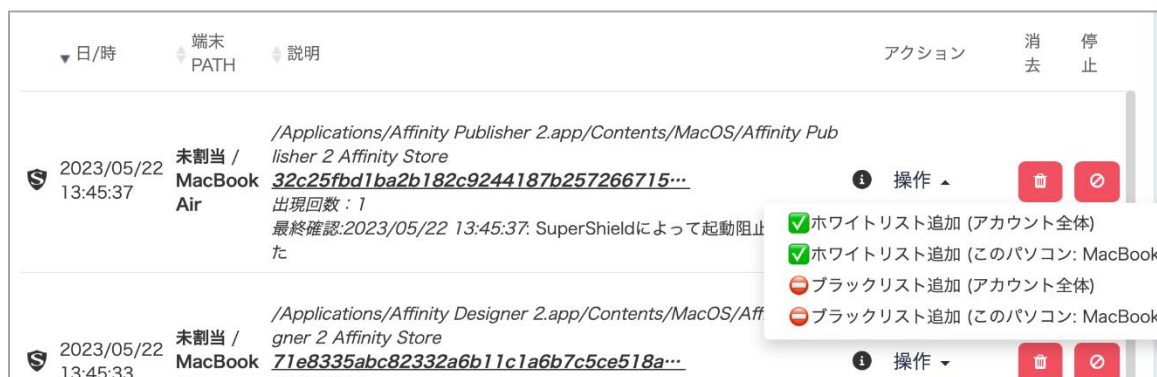 日/時 端末 PATH 説明 アクション 消去 停止
/Applications/Affinity Publisher 2.app/Contents/MacOS/Affinity Pub
lisher 2 Affinity Store
2023/05/22
13:45:37
未割当 /
MacBook
Air
32c25fbd1ba2b182c9244187b257266715…
操作
出現回数：1
最終確認:2023/05/22 13:45:37: SuperShieldによって起動阻止
た
ホワイトリスト追加 (アカウント全体)
ホワイトリスト追加 (このパソコン: MacBook
ブラックリスト追加 (アカウント全体)
ブラックリスト追加 (このパソコン: MacBook
/Applications/Affinity Designer 2.app/Contents/MacOS/Aff
gner 2 Affinity Store
2023/05/22
13:45:33
未割当 /
MacBook
71e8335abc82332a6b11c1a6b7c5ce518a…
操作